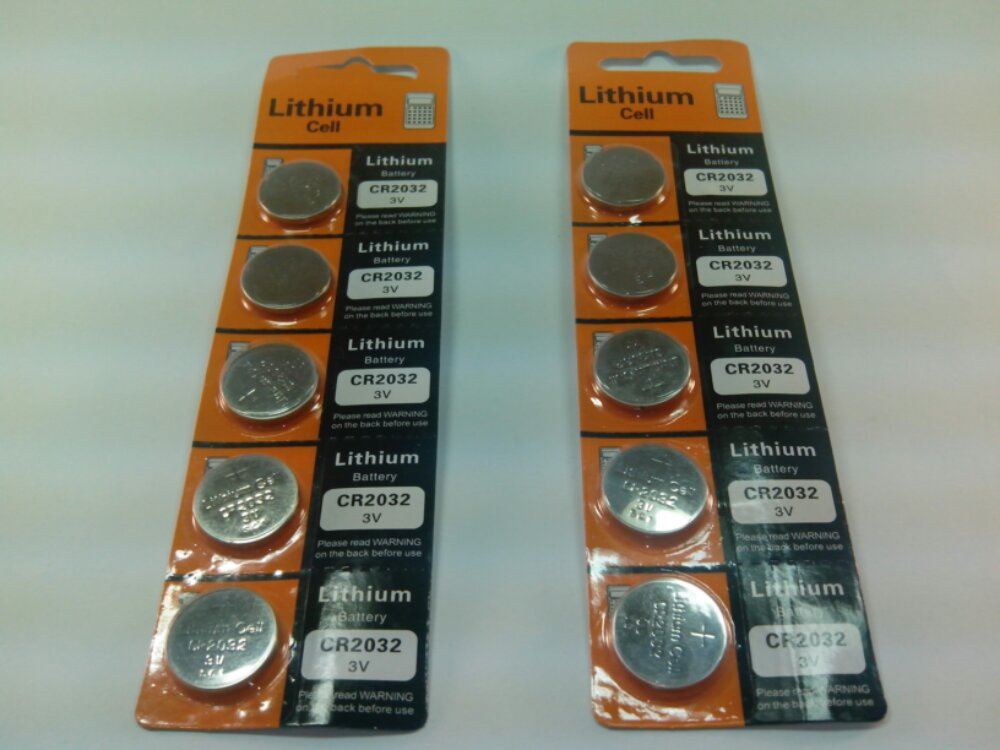 Lithium
Cell
Lithium
Battery
CR2032
3V
Please read WARNING
on the back before use
Lithium
Battery
CR2032
3V
Please read WARNING
on the back before use
Lithium
Battery
CR2032
3V
Please read WARNING
on the back before use
Lithium
Battery
CR2032
3V
Please read WARNING
on the back before use
Lithium
Battery
CR2032
3V
Please read WARNING
on the back before use
Lithium
Cell
Lithium
Battery
CR2032
3V
Please read WARNING
on the back before use
Lithium
Battery
CR2032
3V
Please read WARNING
on the back before use
Lithium
Battery
CR2032
3V
Please read WARNING
on the back before use
Lithium
Battery
CR2032
3V
Please read WARNING
on the back before use
Lithium
Battery
CR2032
3V
Please read WARNING
on the back before use